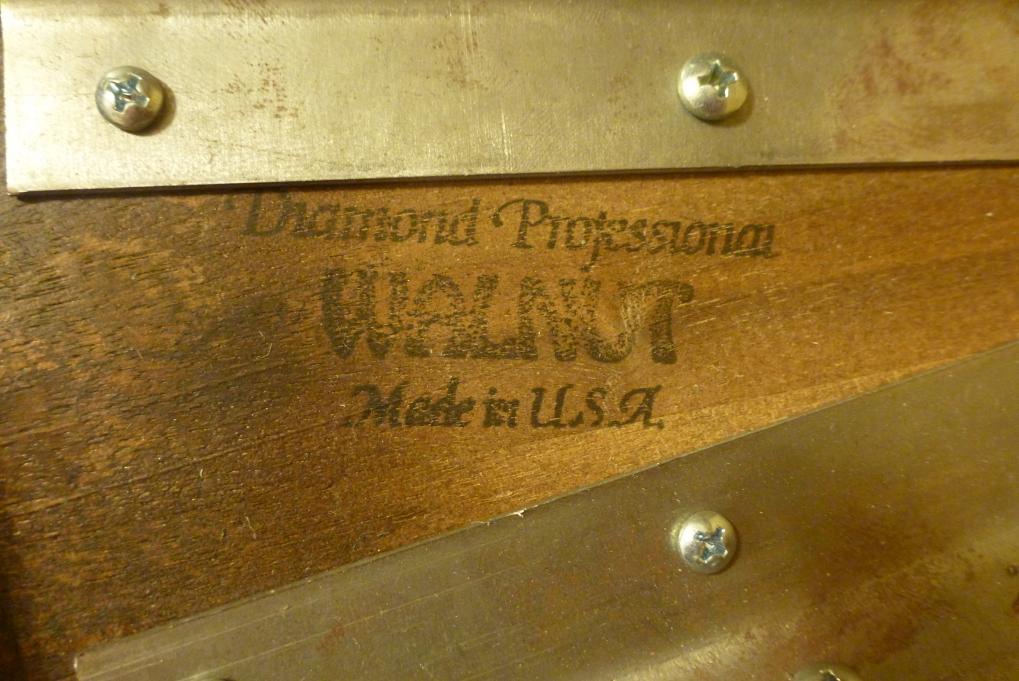 Diamond Professional
WALNUT
Made in U.S.A.